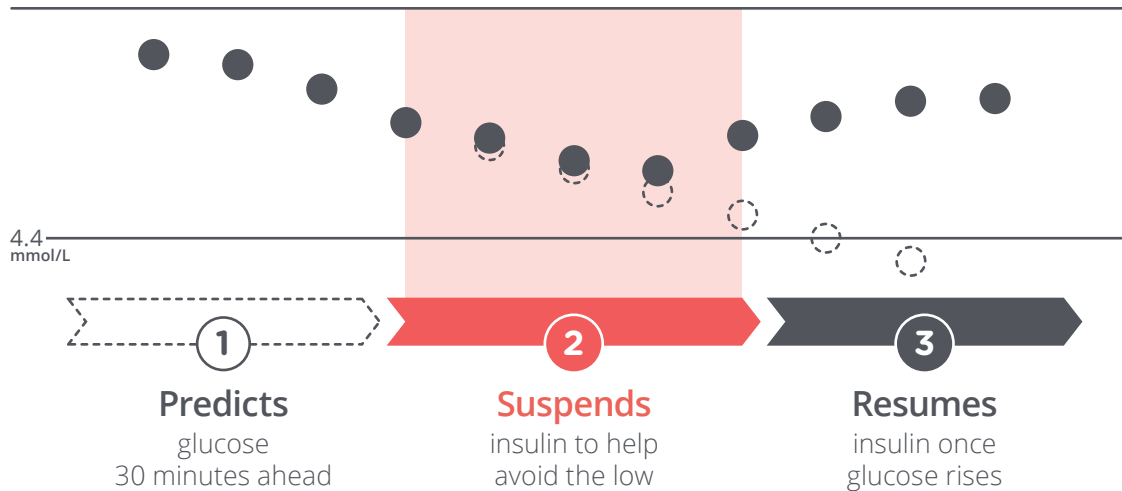 4.4
mmol/L
1
2
3
Predicts
glucose
30 minutes ahead
Suspends
insulin to help
avoid the low
Resumes
insulin once
glucose rises